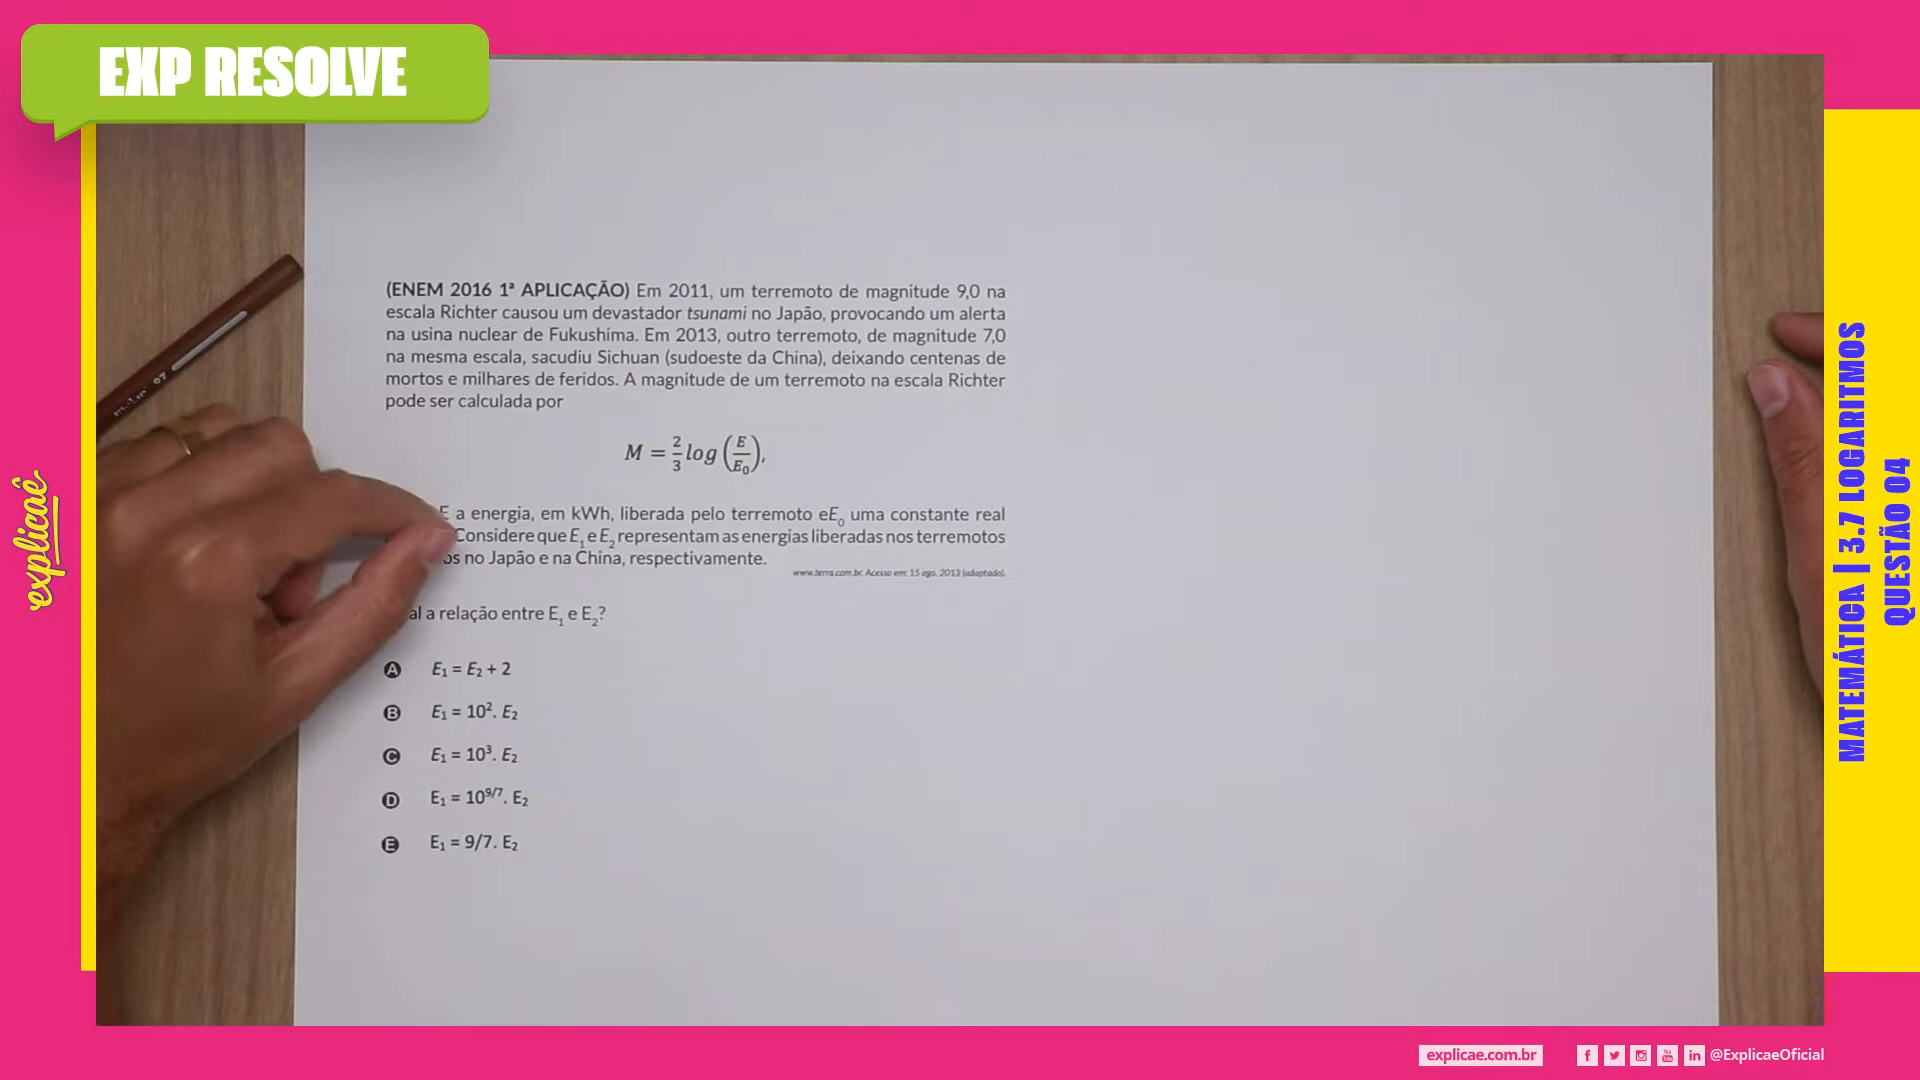 EXP RESOLVE
(ENEM 2016 1ª APLICAÇÃO) Em 2011, um terremoto de magnitude 9,0 na
escala Richter causou um devastador tsunami no Japão, provocando um alerta
na usina nuclear de Fukushima. Em 2013, outro terremoto, de magnitude 7,0
na mesma escala, sacudiu Sichuan (sudoeste da China), deixando centenas de
mortos e milhares de feridos. A magnitude de um terremoto na escala Richter
pode ser calculada por
M = 2/3 log (E/E₀),
E a energia, em kWh, liberada pelo terremoto eE₀ uma constante real
Considere que E₁ e E₂ representam as energias liberadas nos terremotos
no Japão e na China, respectivamente.
www.terra.com.br. Acesso em: 15 ago. 2013 (adaptado).
a relação entre E₁ e E₂?
A E₁ = E₂ + 2
B E₁ = 10². E₂
C E₁ = 10³. E₂
D E₁ = 10⁹/⁷. E₂
E E₁ = 9/7. E₂
explicaê
MATEMÁTICA | 3.7 LOGARITMOS
QUESTÃO 04
explicae.com.br
@ExplicaeOficial